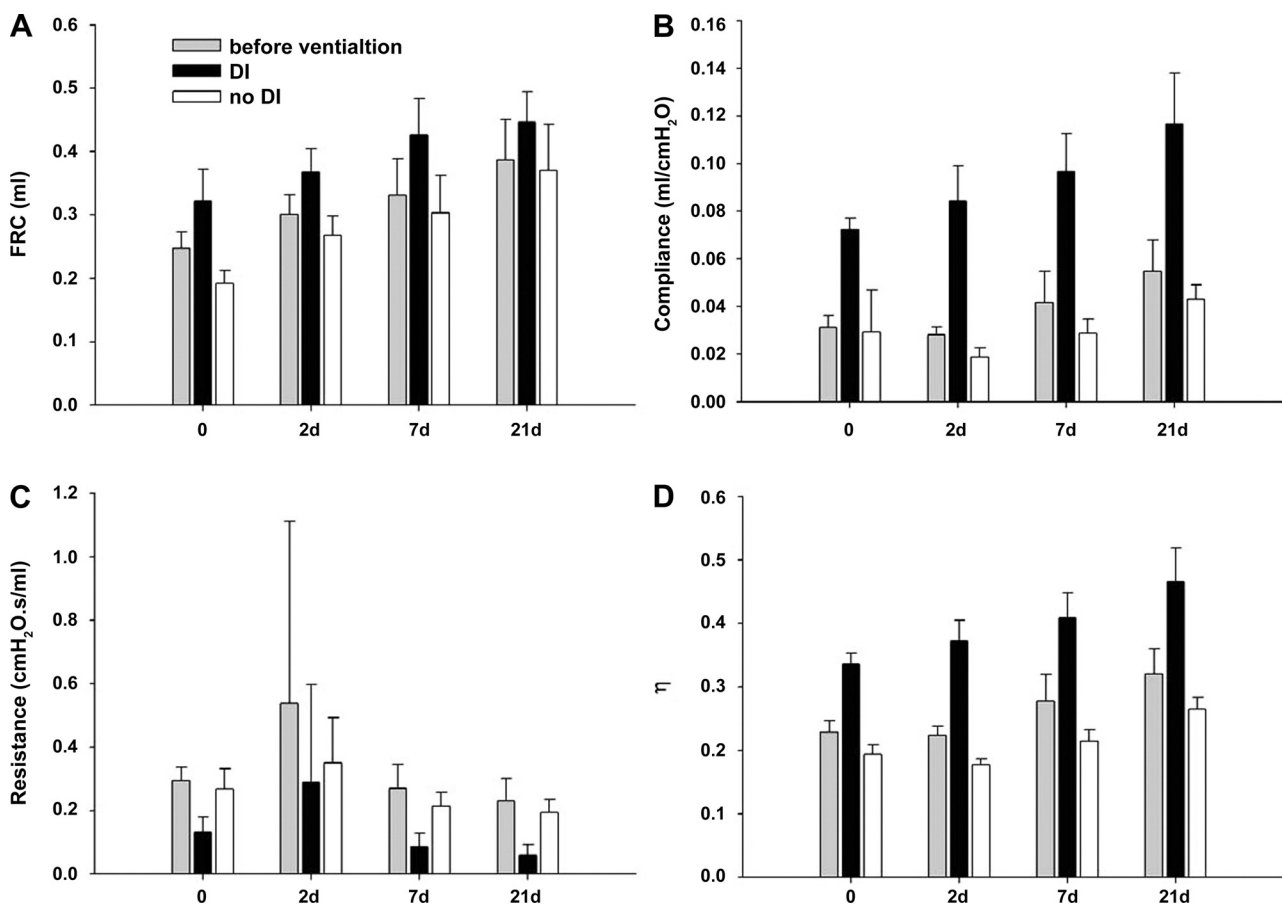 A
FRC (ml)
0.6
0.5
0.4
0.3
0.2
0.1
0.0
before ventialtion
DI
no DI
0 2d 7d 21d
B
Compliance (ml/cmH₂O)
0.16
0.14
0.12
0.10
0.08
0.06
0.04
0.02
0.00
0 2d 7d 21d
C
Resistance (cmH₂O.s/ml)
1.2
1.0
0.8
0.6
0.4
0.2
0.0
0 2d 7d 21d
D
η
0.6
0.5
0.4
0.3
0.2
0.1
0.0
0 2d 7d 21d